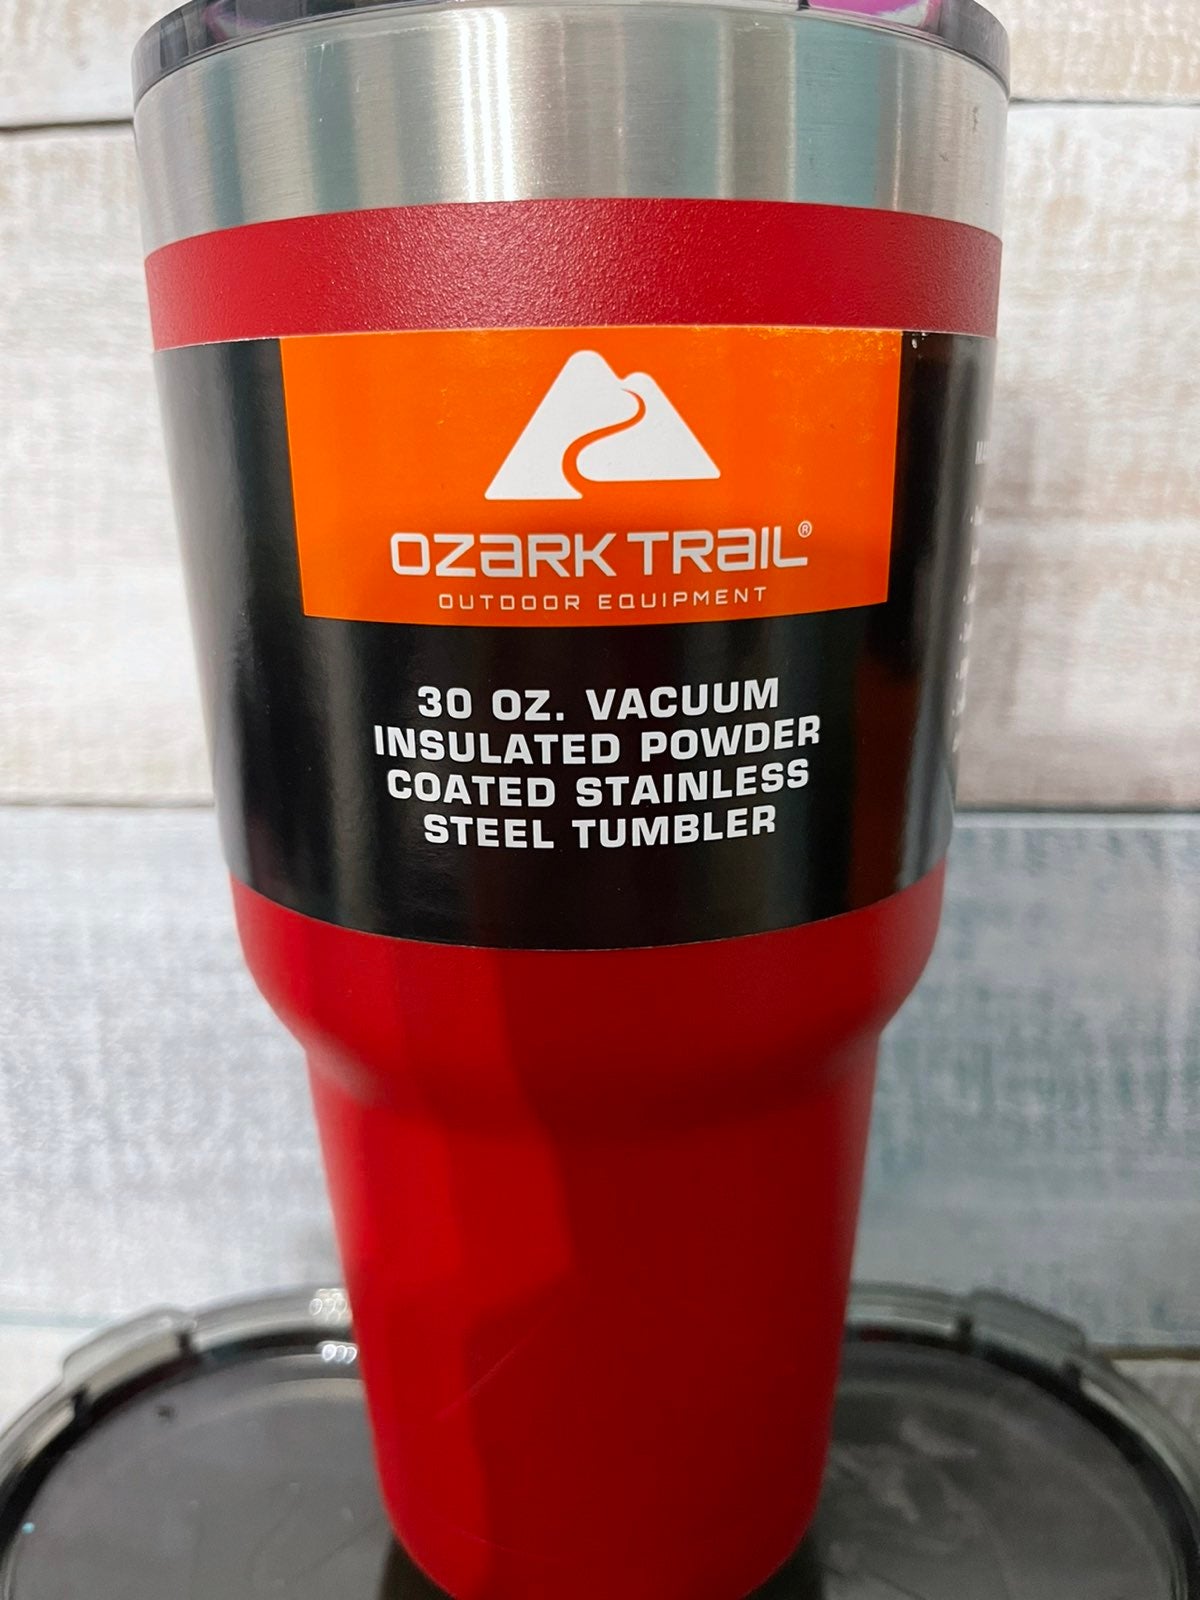 OZARK TRAIL®
OUTDOOR EQUIPMENT
30 OZ. VACUUM
INSULATED POWDER
COATED STAINLESS
STEEL TUMBLER